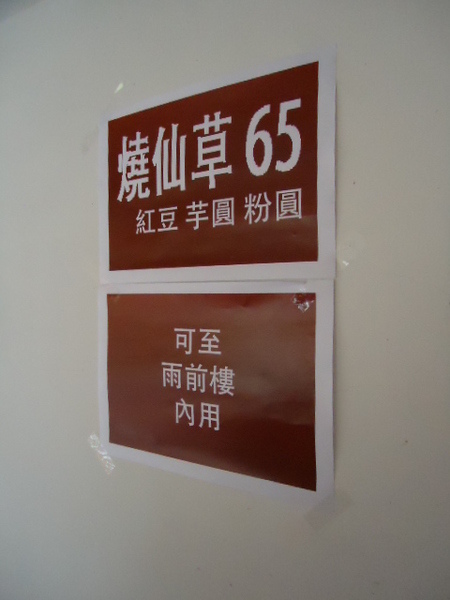 燒仙草 65
紅豆 芋圓 粉圓
可至
雨前樓
內用